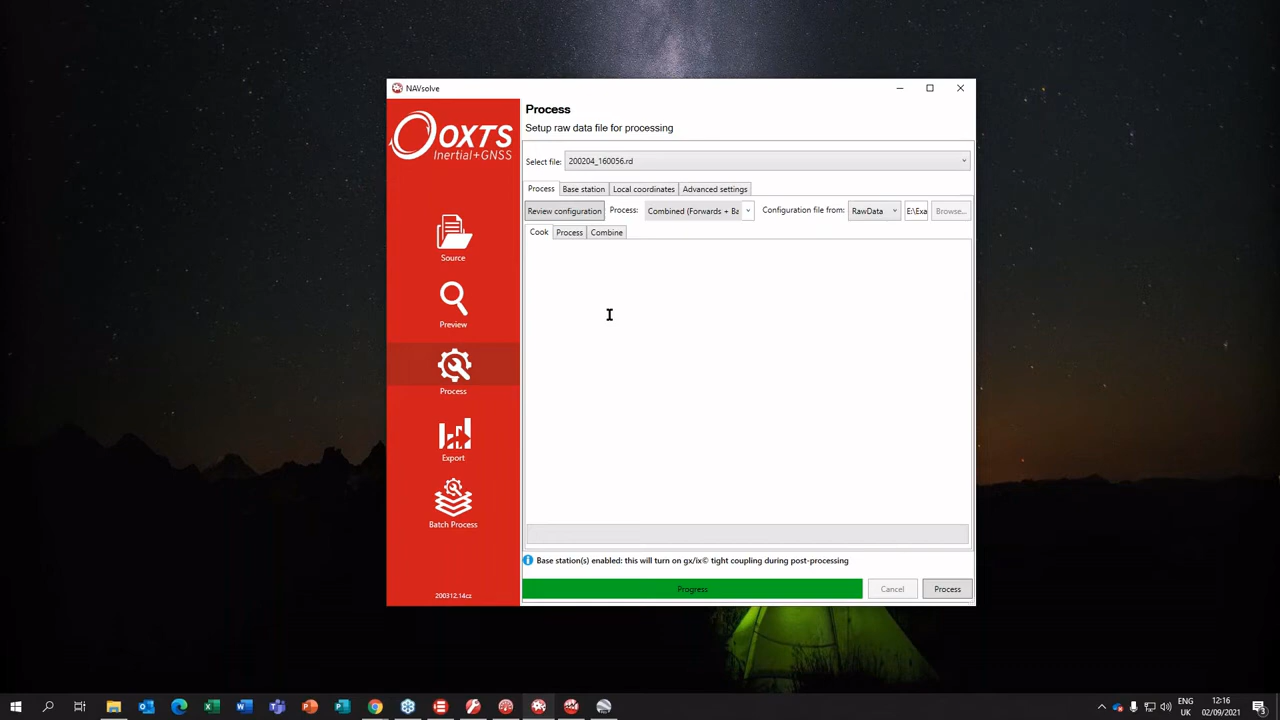 NAVsolve
OXTS
Inertial+GNSS
Source
Preview
Process
Export
Batch Process
200312.14cz
Process
Setup raw data file for processing
Select file: 200204_160056.rd
Process Base station Local coordinates Advanced settings
Review configuration Process: Combined (Forwards + Ba Configuration file from: RawData E:\Exa Browse...
Cook Process Combine
Base station(s) enabled: this will turn on gx/ix© tight coupling during post-processing
Progress Cancel Process
ENG
UK
12:16
02/09/2021